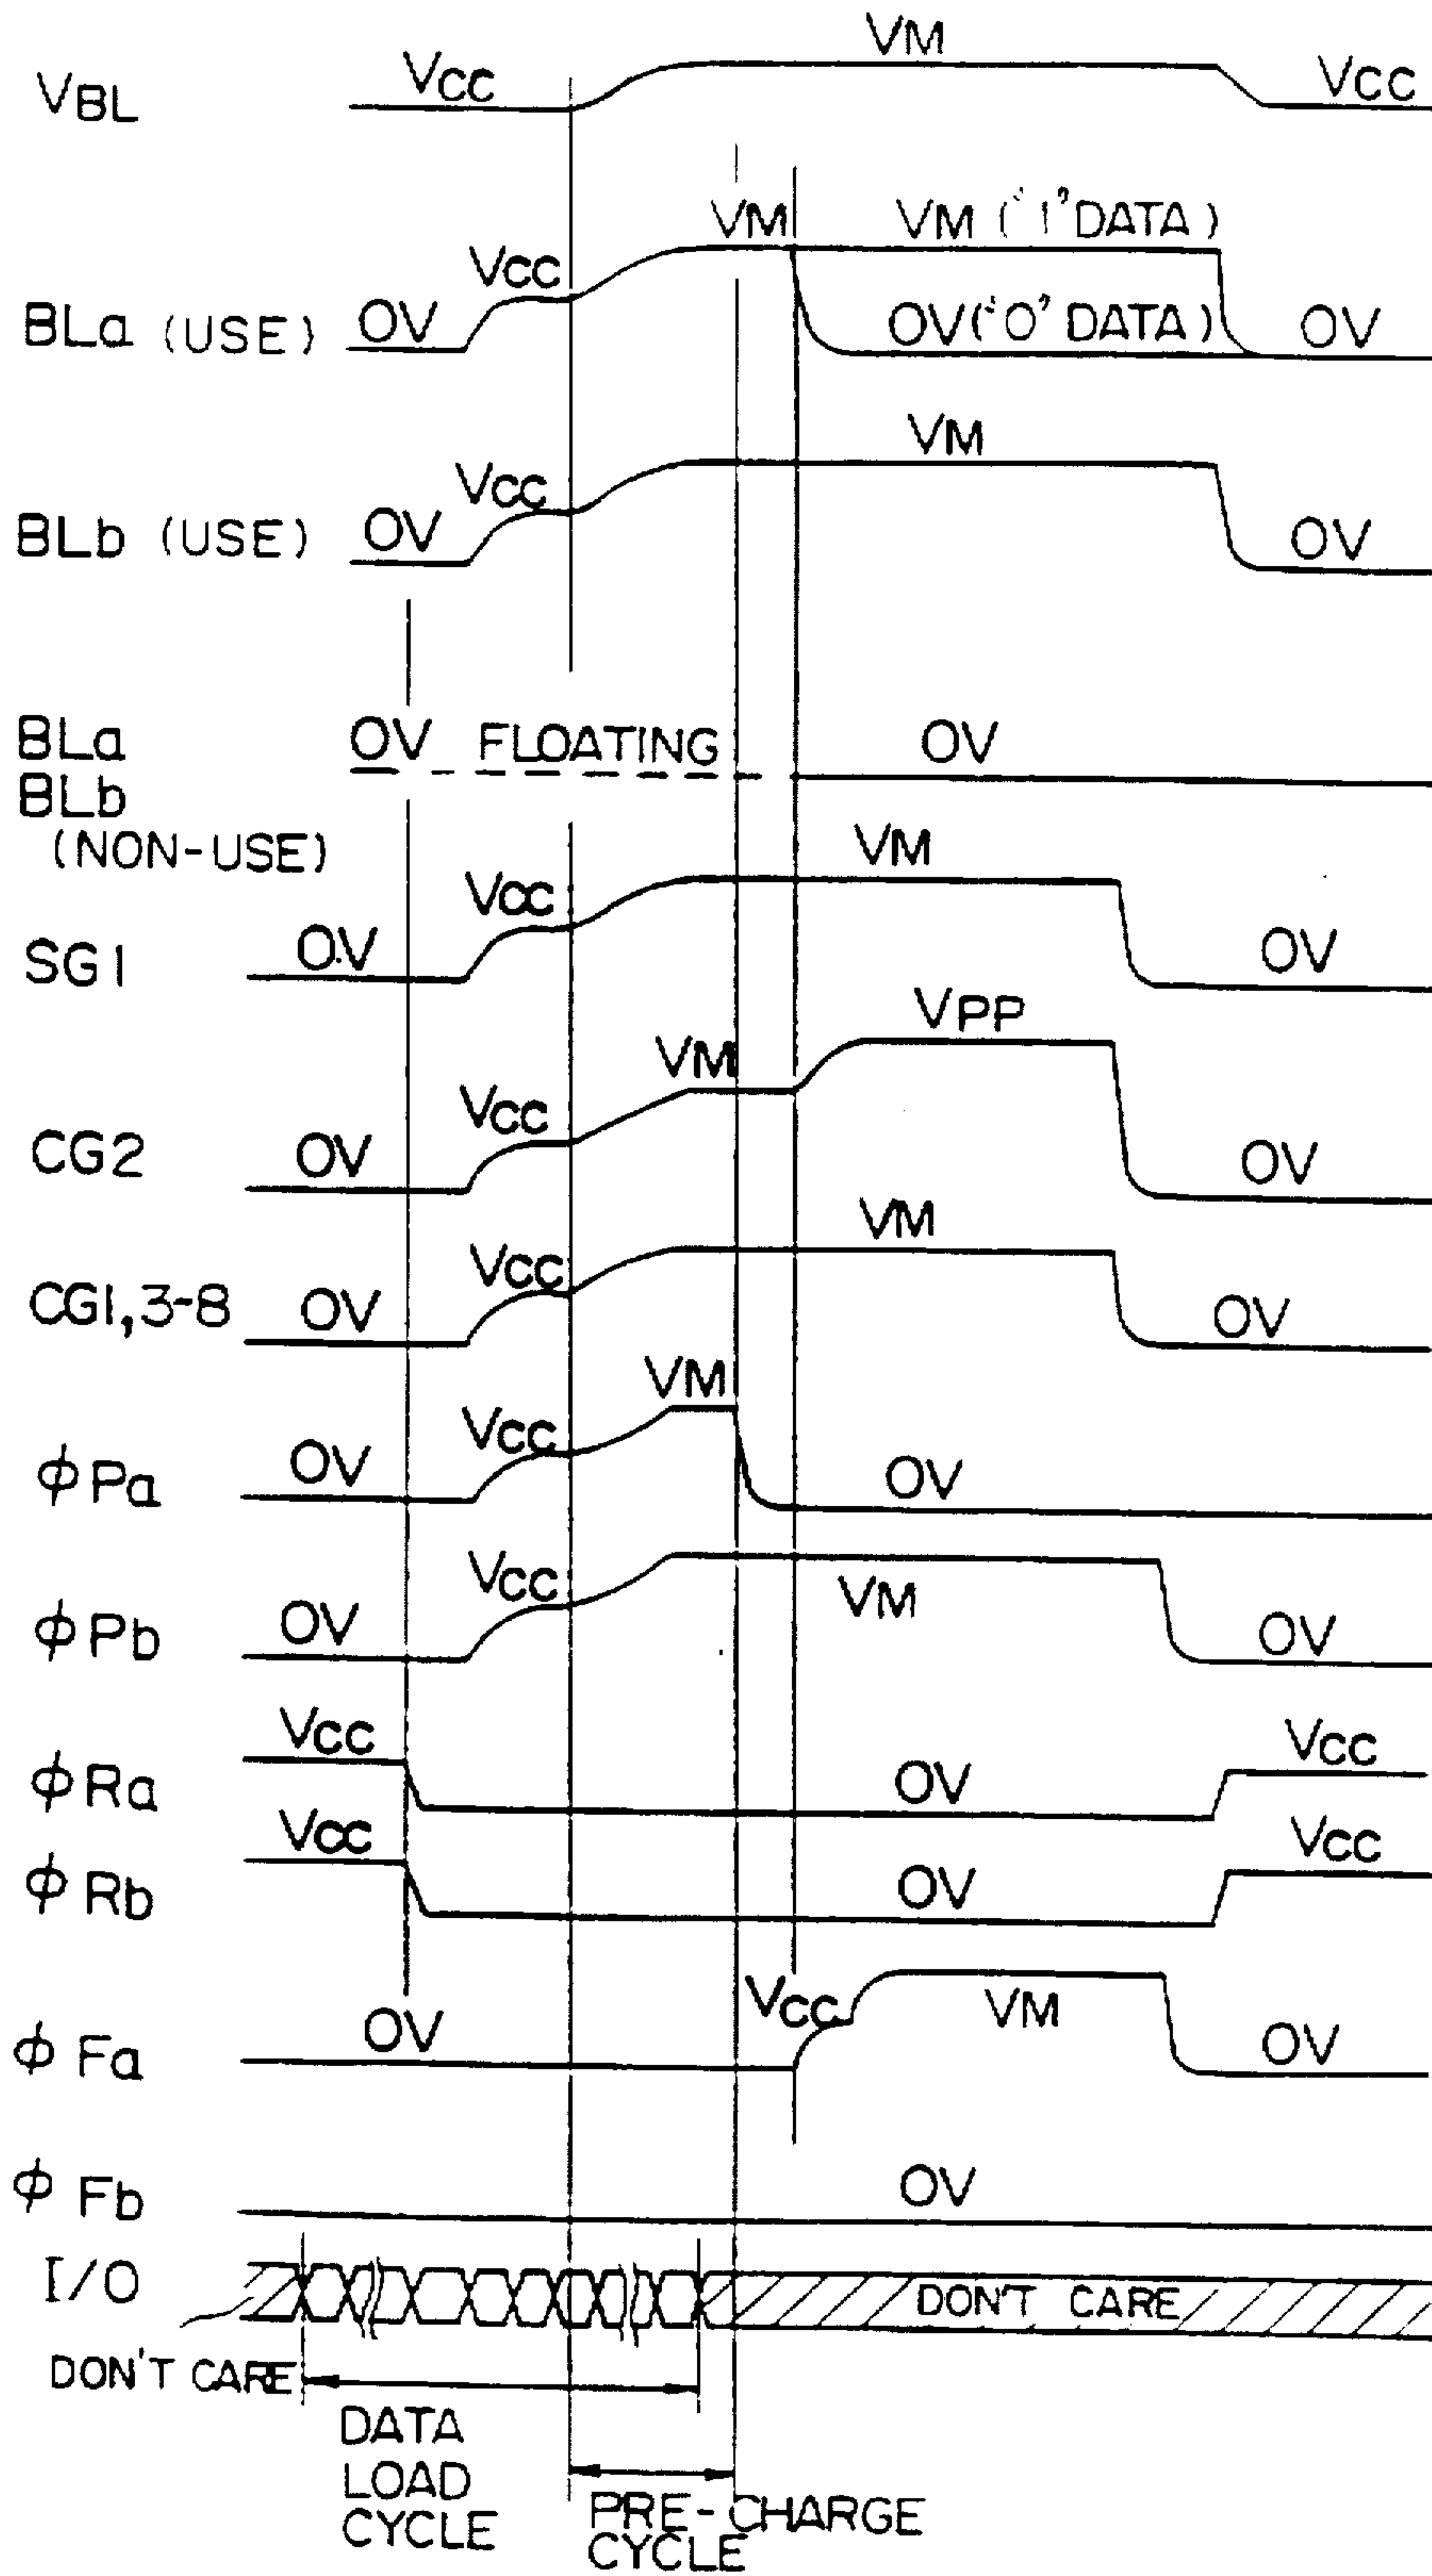 VBL VCC VM VCC
BLa (USE) OV VCC VM VM ('1' DATA) OV('0' DATA) OV
BLb (USE) OV VCC VM OV
BLa
BLb
(NON-USE)
OV FLOATING OV
SG1 OV VCC VM OV
CG2 OV VCC VM VPP OV
CG1,3-8 OV VCC VM OV
ϕPa OV VCC VM OV
ϕPb OV VCC VM OV
ϕRa VCC OV VCC
ϕRb VCC OV VCC
ϕFa OV VCC VM OV
ϕFb OV
I/O DON'T CARE
DON'T CARE
DATA
LOAD
CYCLE
PRE-CHARGE
CYCLE